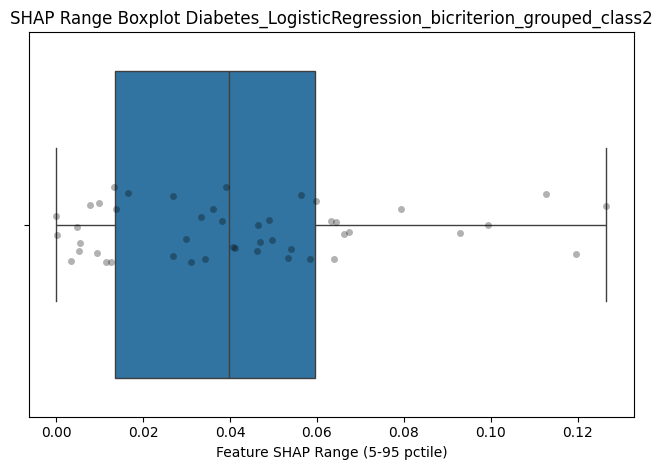 SHAP Range Boxplot Diabetes_LogisticRegression_bicriterion_grouped_class2
0.00 0.02 0.04 0.06 0.08 0.10 0.12
Feature SHAP Range (5-95 pctile)